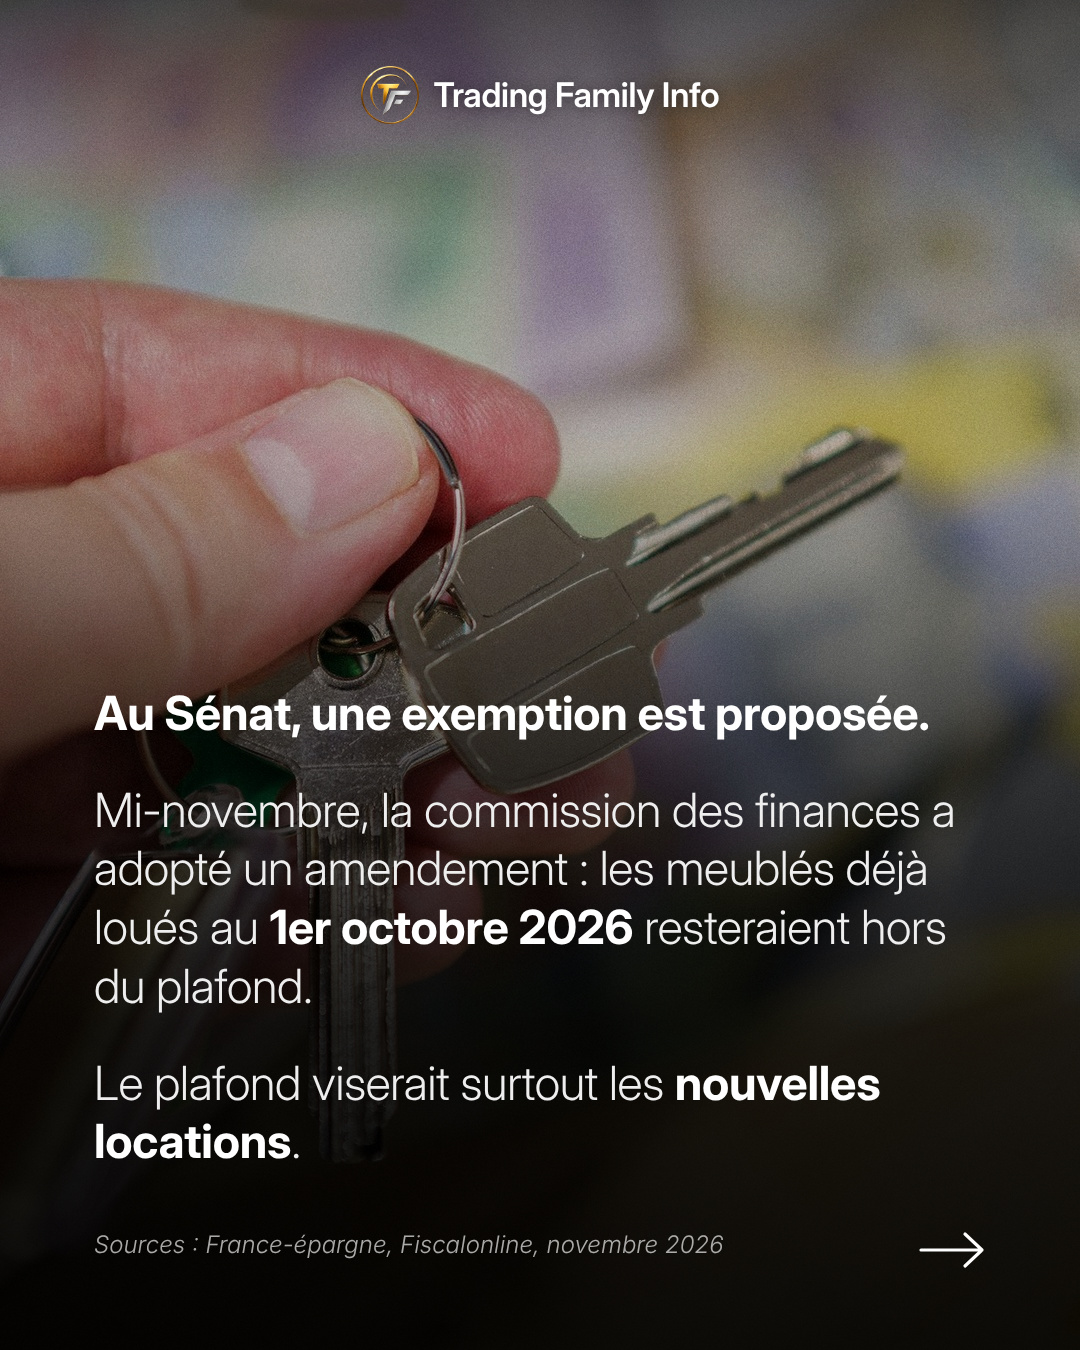 TF
Trading Family Info
Au Sénat, une exemption est proposée.
Mi-novembre, la commission des finances a
adopté un amendement : les meublés déjà
loués au 1er octobre 2026 resteraient hors
du plafond.
Le plafond viserait surtout les nouvelles
locations.
Sources : France-épargne, Fiscalonline, novembre 2026